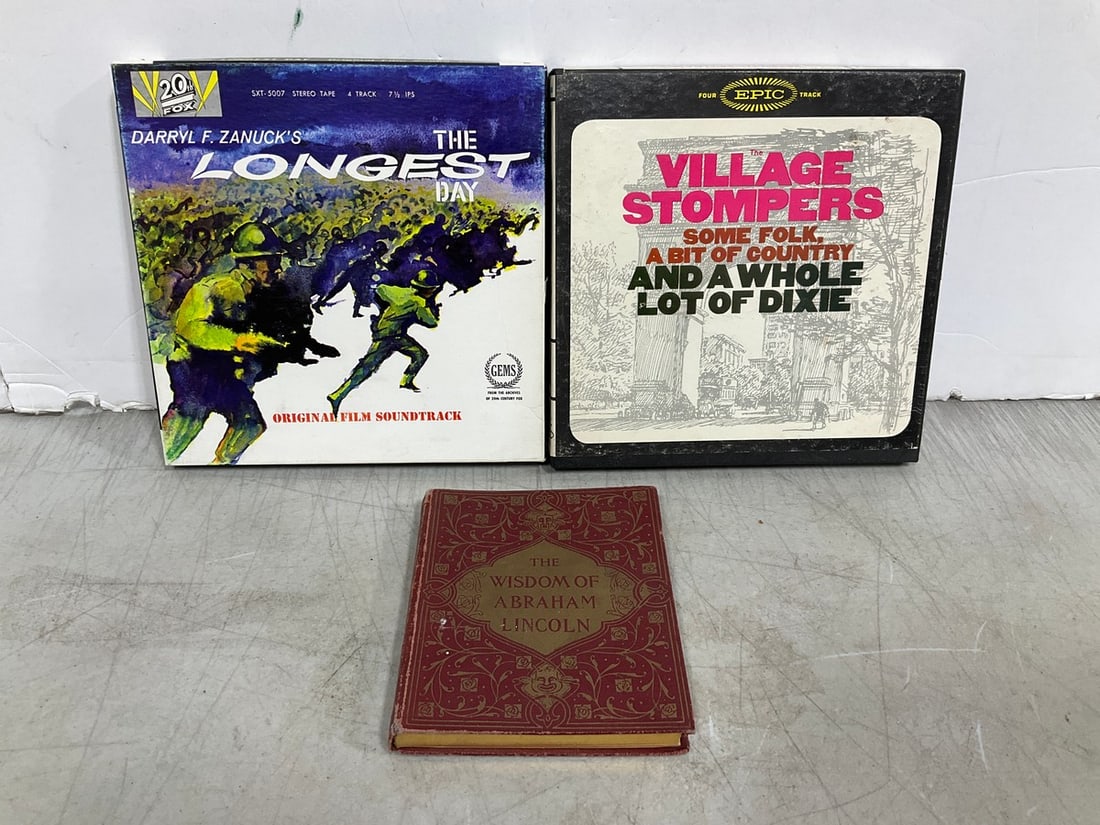 20th
FOX
SXT-5007 STEREO TAPE 4 TRACK 7 ½ IPS
DARRYL F. ZANUCK'S
THE
LONGEST
DAY
GEMS
FROM THE ARCHIVES
OF 20th CENTURY FOX
ORIGINAL FILM SOUNDTRACK
FOUR EPIC TRACK
The
VILLAGE
STOMPERS
SOME FOLK,
A BIT OF COUNTRY
AND A WHOLE
LOT OF DIXIE
THE
WISDOM OF
ABRAHAM
LINCOLN